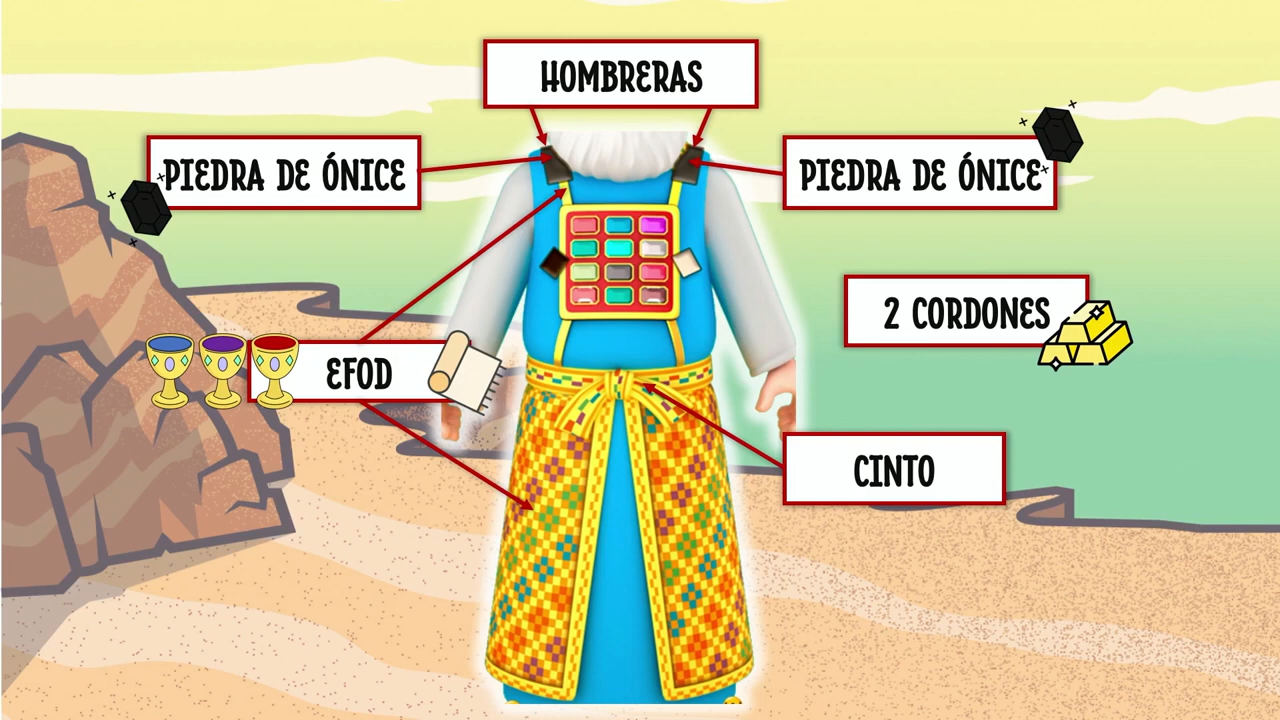 HOMBRERAS
PIEDRA DE ÓNICE
PIEDRA DE ÓNICE
2 CORDONES
EFOD
CINTO